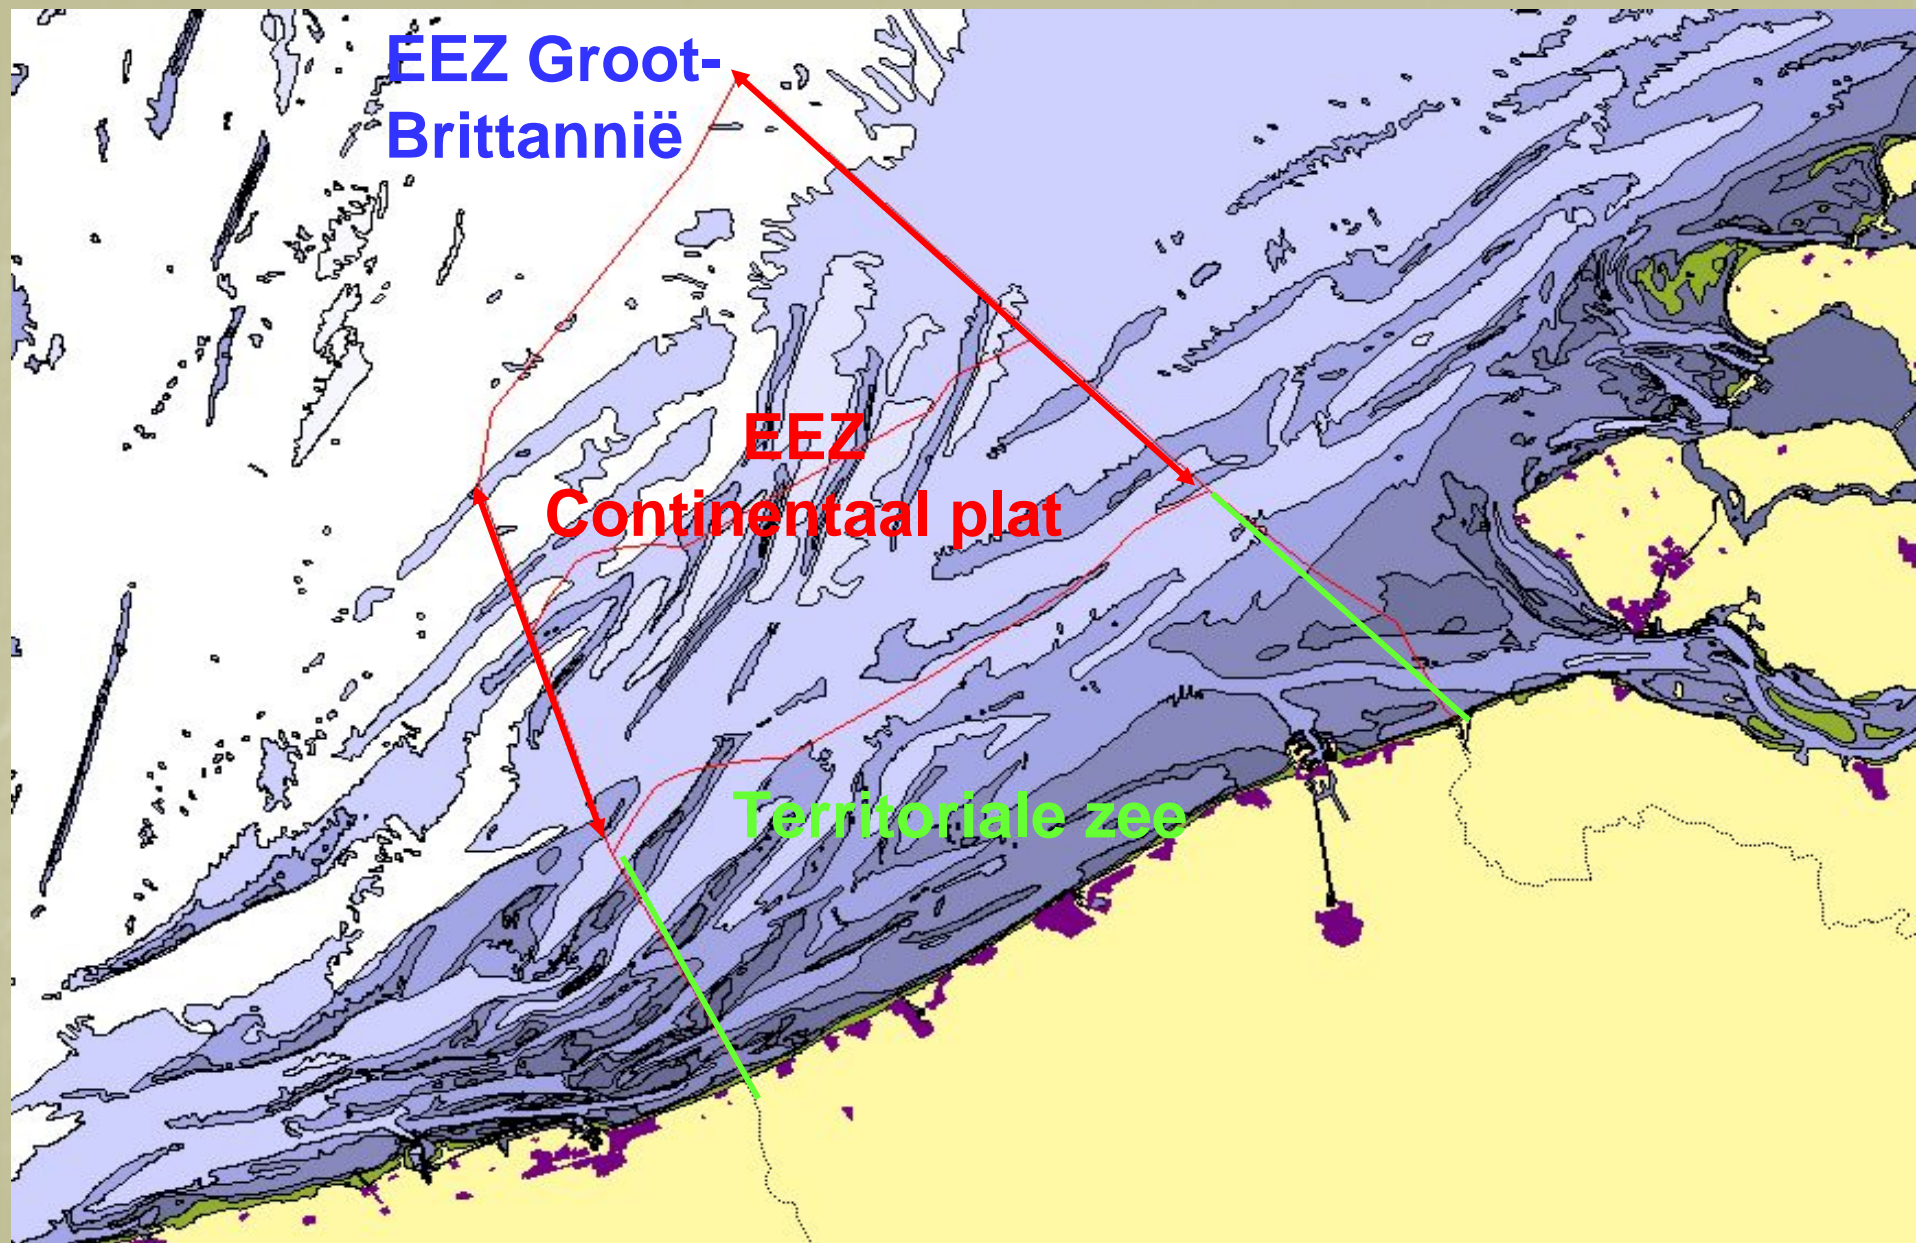 EEZ Groot-
Brittannië
EEZ
Continentaal plat
Territoriale zee